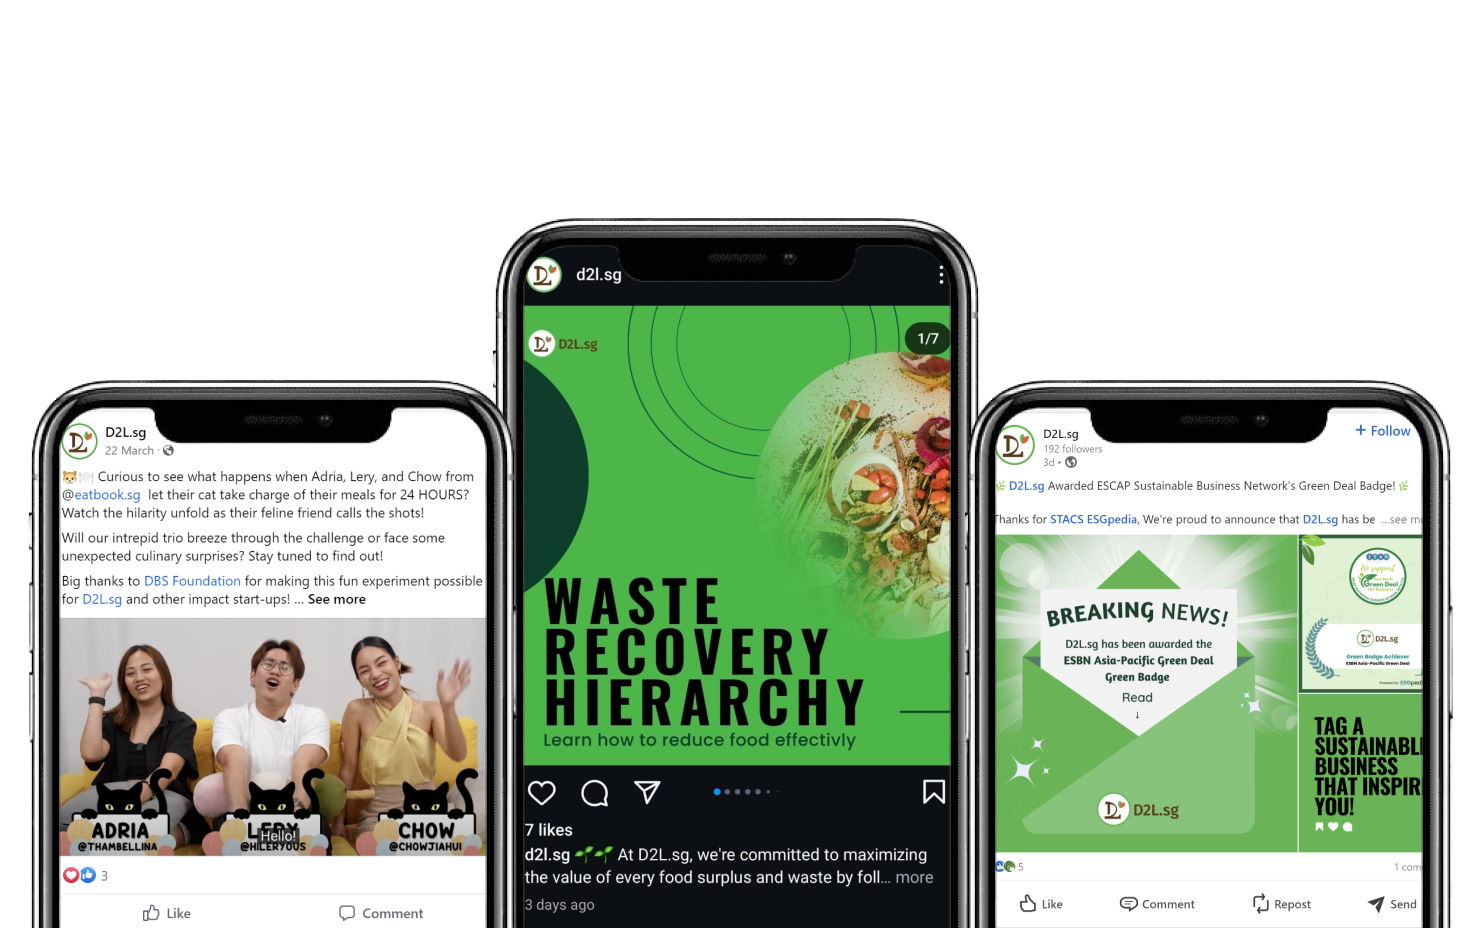 D2L.sg
22 March ·
Curious to see what happens when Adria, Lery, and Chow from
@eatbook.sg let their cat take charge of their meals for 24 HOURS?
Watch the hilarity unfold as their feline friend calls the shots!
Will our intrepid trio breeze through the challenge or face some
unexpected culinary surprises? Stay tuned to find out!
Big thanks to DBS Foundation for making this fun experiment possible
for D2L.sg and other impact start-ups! ... See more
ADRIA
@THAMBELLINA
LERY
Hello!
@HILERYOUS
CHOW
@CHOWJIAHUI
3
Like
Comment
d2l.sg
D2L.sg
1/7
WASTE
RECOVERY
HIERARCHY
Learn how to reduce food effectivly
7 likes
d2l.sg 🌱🌱 At D2L.sg, we're committed to maximizing
the value of every food surplus and waste by foll... more
3 days ago
D2L.sg
192 followers
3d •
+ Follow
🌿 D2L.sg Awarded ESCAP Sustainable Business Network's Green Deal Badge! 🌿
Thanks for STACS ESGpedia, We're proud to announce that D2L.sg has be ...see m
BREAKING NEWS!
D2L.sg has been awarded the
ESBN Asia-Pacific Green Deal
Green Badge
Read
↓
D2L.sg
We support
Green Deal
for Business
D2L.sg
Green Badge Achiever
ESBN Asia-Pacific Green Deal
Powered by ESGped
TAG A
SUSTAINABL
BUSINESS
THAT INSPIR
YOU!
5
1 com
Like
Comment
Repost
Send